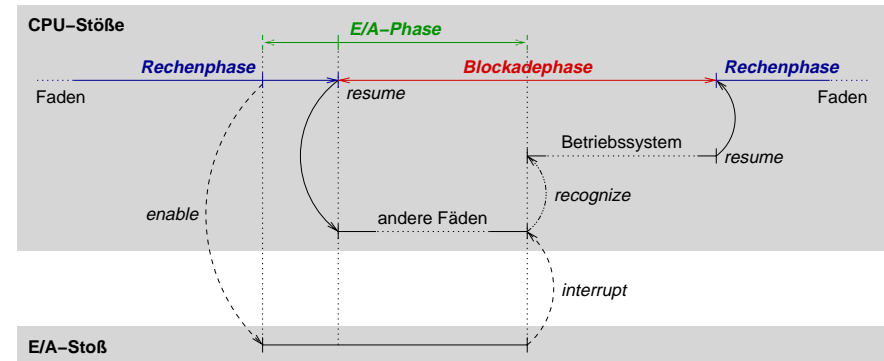 CPU−Stöße
E/A−Phase
Rechenphase
Blockadephase
Rechenphase
Faden
resume
Faden
Betriebssystem
resume
recognize
enable
andere Fäden
interrupt
E/A−Stoß